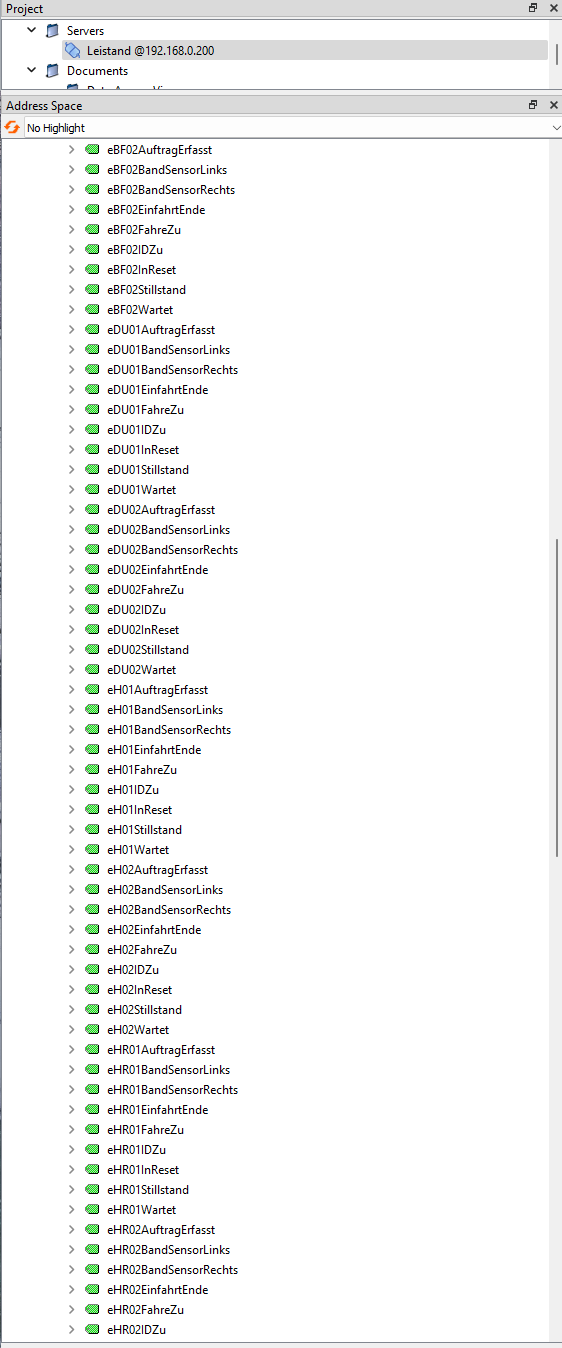 Project
Servers
Leistand @192.168.0.200
Documents
Address Space
No Highlight
eBF02AuftragErfasst
eBF02BandSensorLinks
eBF02BandSensorRechts
eBF02EinfahrtEnde
eBF02FahreZu
eBF02IDZu
eBF02InReset
eBF02Stillstand
eBF02Wartet
eDU01AuftragErfasst
eDU01BandSensorLinks
eDU01BandSensorRechts
eDU01EinfahrtEnde
eDU01FahreZu
eDU01IDZu
eDU01InReset
eDU01Stillstand
eDU01Wartet
eDU02AuftragErfasst
eDU02BandSensorLinks
eDU02BandSensorRechts
eDU02EinfahrtEnde
eDU02FahreZu
eDU02IDZu
eDU02InReset
eDU02Stillstand
eDU02Wartet
eH01AuftragErfasst
eH01BandSensorLinks
eH01BandSensorRechts
eH01EinfahrtEnde
eH01FahreZu
eH01IDZu
eH01InReset
eH01Stillstand
eH01Wartet
eH02AuftragErfasst
eH02BandSensorLinks
eH02BandSensorRechts
eH02EinfahrtEnde
eH02FahreZu
eH02IDZu
eH02InReset
eH02Stillstand
eH02Wartet
eHR01AuftragErfasst
eHR01BandSensorLinks
eHR01BandSensorRechts
eHR01EinfahrtEnde
eHR01FahreZu
eHR01IDZu
eHR01InReset
eHR01Stillstand
eHR01Wartet
eHR02AuftragErfasst
eHR02BandSensorLinks
eHR02BandSensorRechts
eHR02EinfahrtEnde
eHR02FahreZu
eHR02IDZu